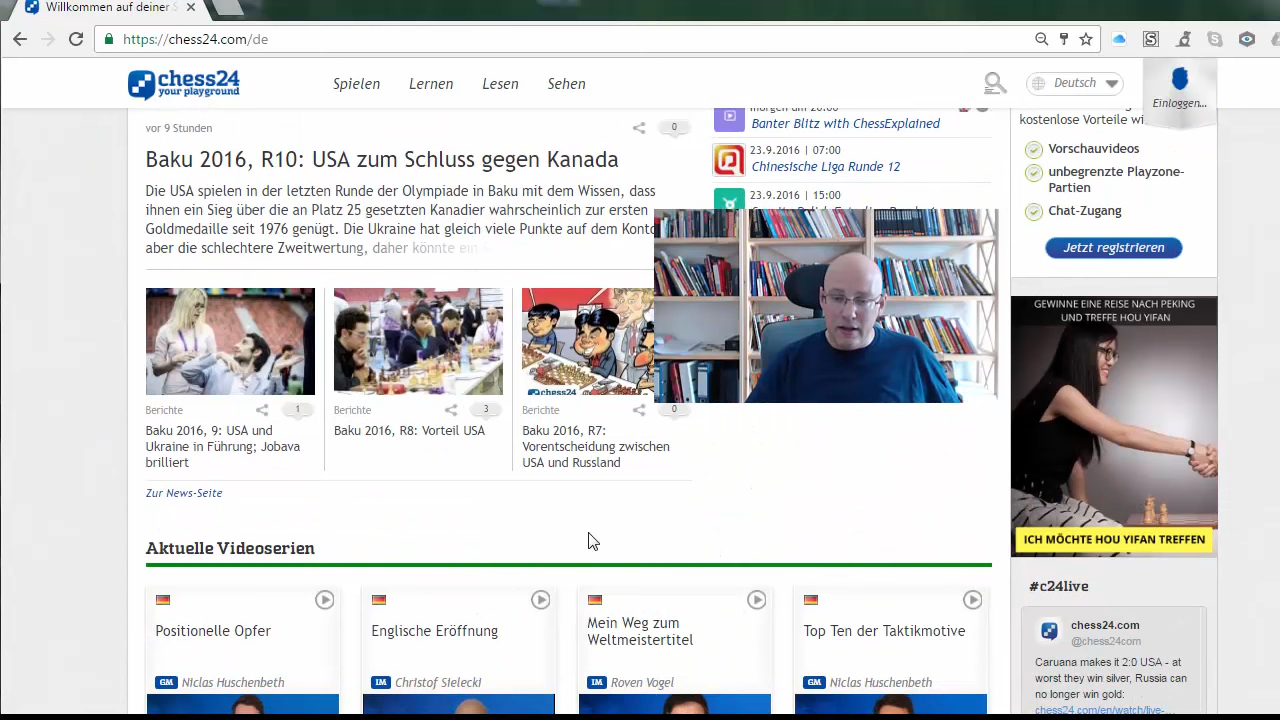 Willkommen auf deiner
https://chess24.com/de
chess24
your playground
Spielen
Lernen
Lesen
Sehen
Deutsch
Einloggen...
vor 9 Stunden
0
Baku 2016, R10: USA zum Schluss gegen Kanada
Die USA spielen in der letzten Runde der Olympiade in Baku mit dem Wissen, dass
ihnen ein Sieg über die an Platz 25 gesetzten Kanadier wahrscheinlich zur ersten
Goldmedaille seit 1976 genügt. Die Ukraine hat gleich viele Punkte auf dem Konto
aber die schlechtere Zweitwertung, daher könnte ein
Banter Blitz with ChessExplained
23.9.2016 | 07:00
Chinesische Liga Runde 12
23.9.2016 | 15:00
kostenlose Vorteile
Vorschauvideos
unbegrenzte Playzone-
Partien
Chat-Zugang
Jetzt registrieren
chess24
Berichte
1
Baku 2016, 9: USA und
Ukraine in Führung; Jobava
brilliert
Berichte
3
Baku 2016, R8: Vorteil USA
Berichte
0
Baku 2016, R7:
Vorentscheidung zwischen
USA und Russland
Zur News-Seite
GEWINNE EINE REISE NACH PEKING
UND TREFFE HOU YIFAN
ICH MÖCHTE HOU YIFAN TREFFEN
Aktuelle Videoserien
Positionelle Opfer
GM Niclas Huschenbeth
Englische Eröffnung
IM Christof Sielecki
Mein Weg zum
Weltmeistertitel
IM Roven Vogel
Top Ten der Taktikmotive
GM Niclas Huschenbeth
#c24live
chess24.com
@chess24com
Caruana makes it 2:0 USA - at
worst they win silver, Russia can
no longer win gold:
chess24.com/en/watch/live-...